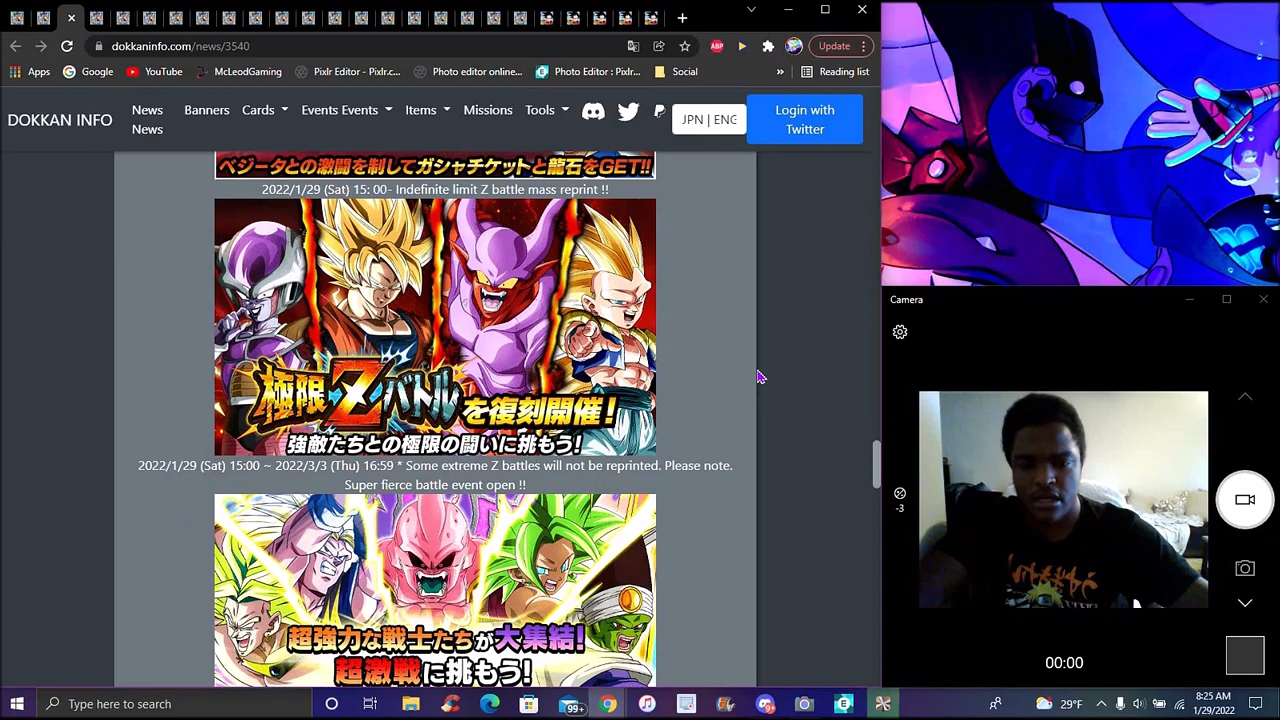 dokkaninfo.com/news/3540
ABP
Update
Apps
Google
YouTube
McLeodGaming
Pixlr Editor - Pixlr.c...
Photo editor online...
Photo Editor : Pixlr...
Social
»
Reading list
DOKKAN INFO
News
News
Banners
Cards
Events Events
Items
Missions
Tools
JPN | ENG
Login with
Twitter
ベジータとの激闘を制してガシャチケットと龍石をGET!!
2022/1/29 (Sat) 15: 00- Indefinite limit Z battle mass reprint !!
極限Zバトルを復刻開催!
強敵たちとの極限の闘いに挑もう!
2022/1/29 (Sat) 15:00 ~ 2022/3/3 (Thu) 16:59 * Some extreme Z battles will not be reprinted. Please note.
Super fierce battle event open !!
超強力な戦士たちが大集結!
超激戦に挑もう!
Camera
-3
00:00
Type here to search
99+
29°F
8:25 AM
1/29/2022